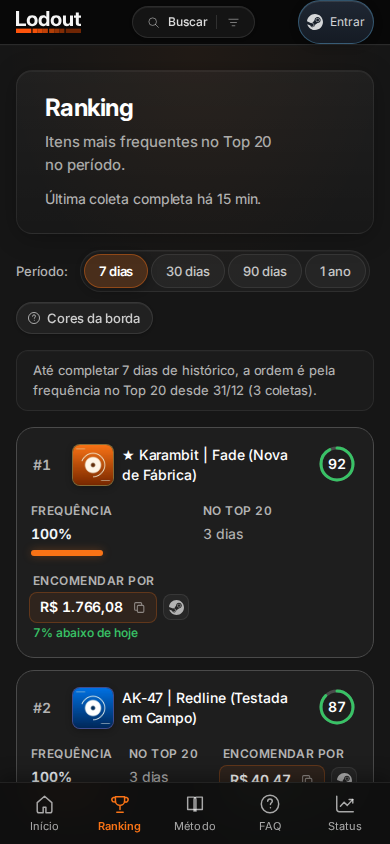 Lodout
Buscar
Entrar
Ranking
Itens mais frequentes no Top 20
no período.
Última coleta completa há 15 min.
Período:
7 dias
30 dias
90 dias
1 ano
Cores da borda
Até completar 7 dias de histórico, a ordem é pela
frequência no Top 20 desde 31/12 (3 coletas).
#1
★ Karambit | Fade (Nova
de Fábrica)
92
FREQUÊNCIA
NO TOP 20
100%
3 dias
ENCOMENDAR POR
R$ 1.766,08
7% abaixo de hoje
#2
AK-47 | Redline (Testada
em Campo)
87
FREQUÊNCIA
NO TOP 20
ENCOMENDAR POR
100%
3 dias
R$ 40,47
Início
Ranking
Método
FAQ
Status